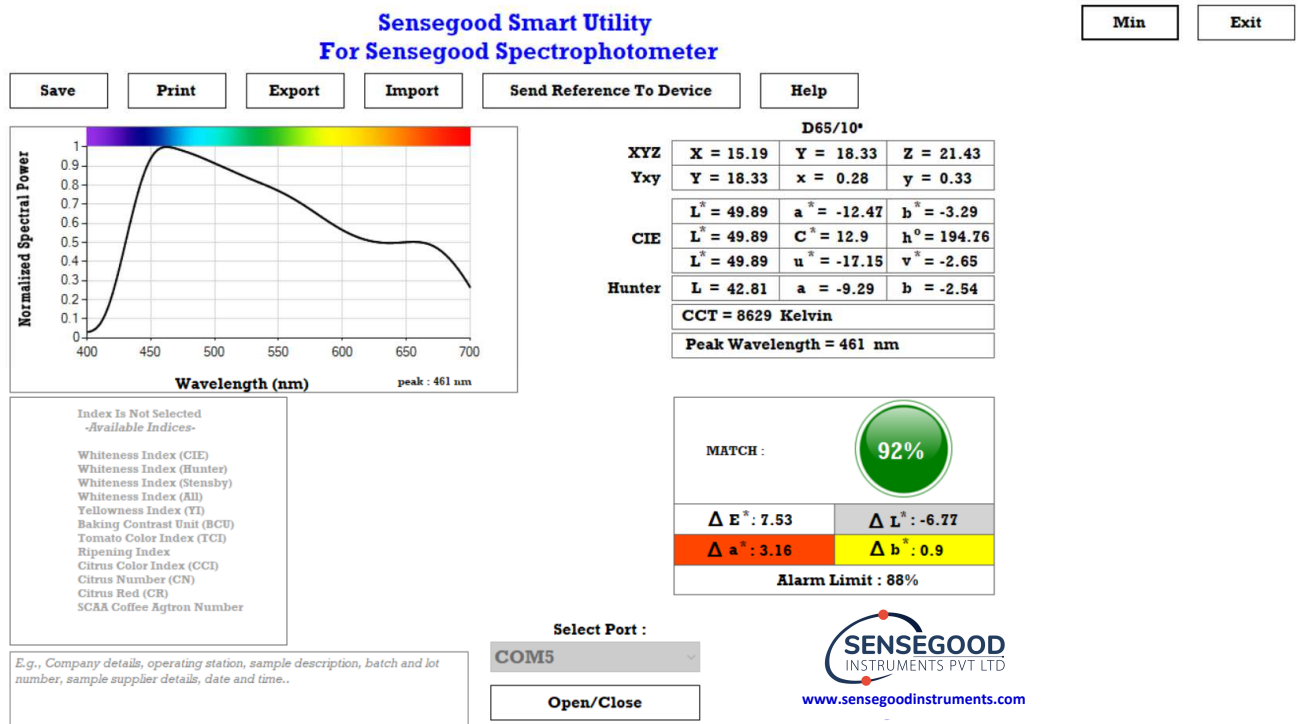 Sensegood Smart Utility
For Sensegood Spectrophotometer
Min
Exit
Save
Print
Export
Import
Send Reference To Device
Help
Normalized Spectral Power
1
0.9
0.8
0.7
0.6
0.5
0.4
0.3
0.2
0.1
0
400 450 500 550 600 650 700
Wavelength (nm)
peak : 461 nm
D65/10°
XYZ X = 15.19 Y = 18.33 Z = 21.43
Yxy Y = 18.33 x = 0.28 y = 0.33
L* = 49.89 a* = -12.47 b* = -3.29
CIE L* = 49.89 C* = 12.9 h° = 194.76
L* = 49.89 u* = -17.15 v* = -2.65
Hunter L = 42.81 a = -9.29 b = -2.54
CCT = 8629 Kelvin
Peak Wavelength = 461 nm
Index Is Not Selected
-Available Indices-
Whiteness Index (CIE)
Whiteness Index (Hunter)
Whiteness Index (Stensby)
Whiteness Index (All)
Yellowness Index (YI)
Baking Contrast Unit (BCU)
Tomato Color Index (TCI)
Ripening Index
Citrus Color Index (CCI)
Citrus Number (CN)
Citrus Red (CR)
SCAA Coffee Agtron Number
MATCH :
92%
Δ E* : 7.53 Δ L* : -6.77
Δ a* : 3.16 Δ b* : 0.9
Alarm Limit : 88%
E.g., Company details, operating station, sample description, batch and lot
number, sample supplier details, date and time..
Select Port :
COM5
Open/Close
SENSEGOOD
INSTRUMENTS PVT LTD
www.sensegoodinstruments.com